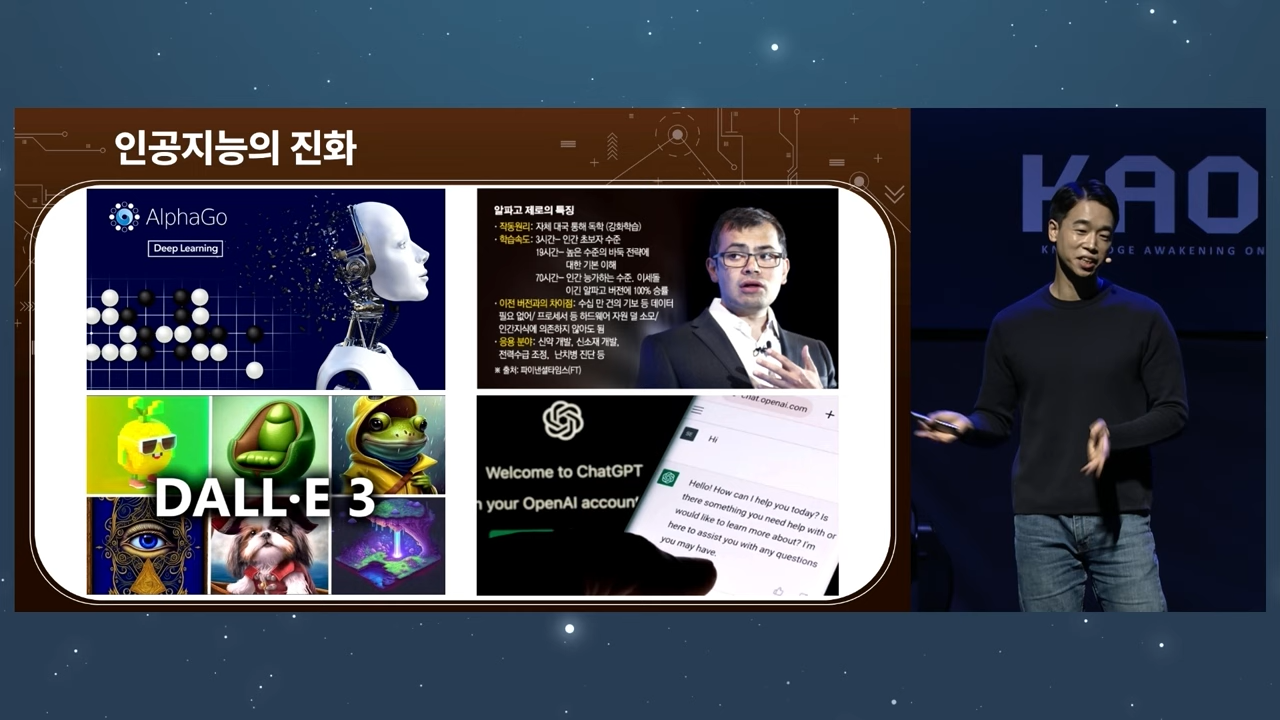 인공지능의 진화
AlphaGo
Deep Learning
알파고 제로의 특징
· 작동원리: 자체 대국 통해 독학 (강화학습)
· 학습속도: 3시간– 인간 초보자 수준
19시간– 높은 수준의 바둑 전략에
대한 기본 이해
70시간– 인간 능가하는 수준. 이세돌
이긴 알파고 버전에 100% 승률
· 이전 버전과의 차이점: 수십 만 건의 기보 등 데이터
필요 없어/ 프로세서 등 하드웨어 자원 덜 소모/
인간지식에 의존하지 않아도 됨
· 응용 분야: 신약 개발, 신소재 개발,
전력수급 조정, 난치병 진단 등
※ 출처: 파이낸셜타임스(FT)
DALL·E 3
Welcome to ChatGPT
your OpenAI account
chat.openai.com
Hi
Hello! How can I help you today? Is
there something you need help with or
would like to learn more about? I'm
here to assist you with any questions
you may have.
KAO
AWAKENING ON